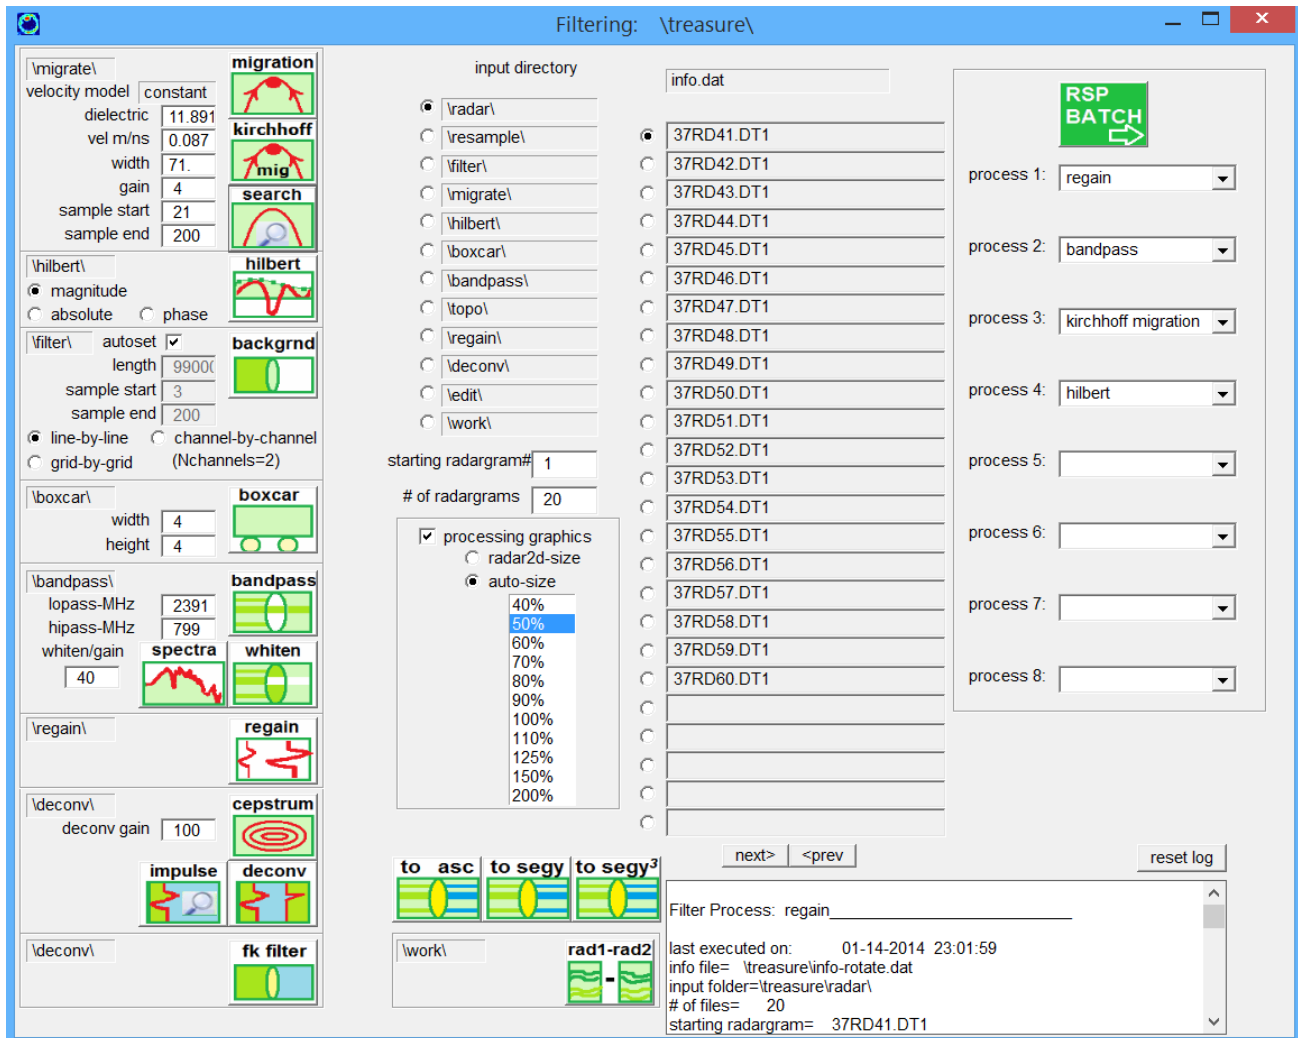 Filtering: \treasure\
\migrate\
migration
velocity model constant
dielectric 11.891
vel m/ns 0.087
kirchhoff
mig
width 71.
gain 4
search
sample start 21
sample end 200
\hilbert\
hilbert
magnitude
absolute phase
\filter\ autoset
backgrnd
length 9900(
sample start 3
sample end 200
line-by-line channel-by-channel
grid-by-grid (Nchannels=2)
\boxcar\
boxcar
width 4
height 4
\bandpass\
bandpass
lopass-MHz 2391
hipass-MHz 799
whiten/gain spectra whiten
40
\regain\
regain
\deconv\
cepstrum
deconv gain 100
impulse deconv
\deconv\
fk filter
input directory
\radar\
\resample\
\filter\
\migrate\
\hilbert\
\boxcar\
\bandpass\
\topo\
\regain\
\deconv\
\edit\
\work\
starting radargram# 1
# of radargrams 20
processing graphics
radar2d-size
auto-size
40%
50%
60%
70%
80%
90%
100%
110%
125%
150%
200%
to asc to segy to segy³
\work\
rad1-rad2
info.dat
37RD41.DT1
37RD42.DT1
37RD43.DT1
37RD44.DT1
37RD45.DT1
37RD46.DT1
37RD47.DT1
37RD48.DT1
37RD49.DT1
37RD50.DT1
37RD51.DT1
37RD52.DT1
37RD53.DT1
37RD54.DT1
37RD55.DT1
37RD56.DT1
37RD57.DT1
37RD58.DT1
37RD59.DT1
37RD60.DT1
next> <prev
reset log
Filter Process: regain____________________________
last executed on: 01-14-2014 23:01:59
info file= \treasure\info-rotate.dat
input folder=\treasure\radar\
# of files= 20
starting radargram= 37RD41.DT1
RSP
BATCH
process 1: regain
process 2: bandpass
process 3: kirchhoff migration
process 4: hilbert
process 5:
process 6:
process 7:
process 8: